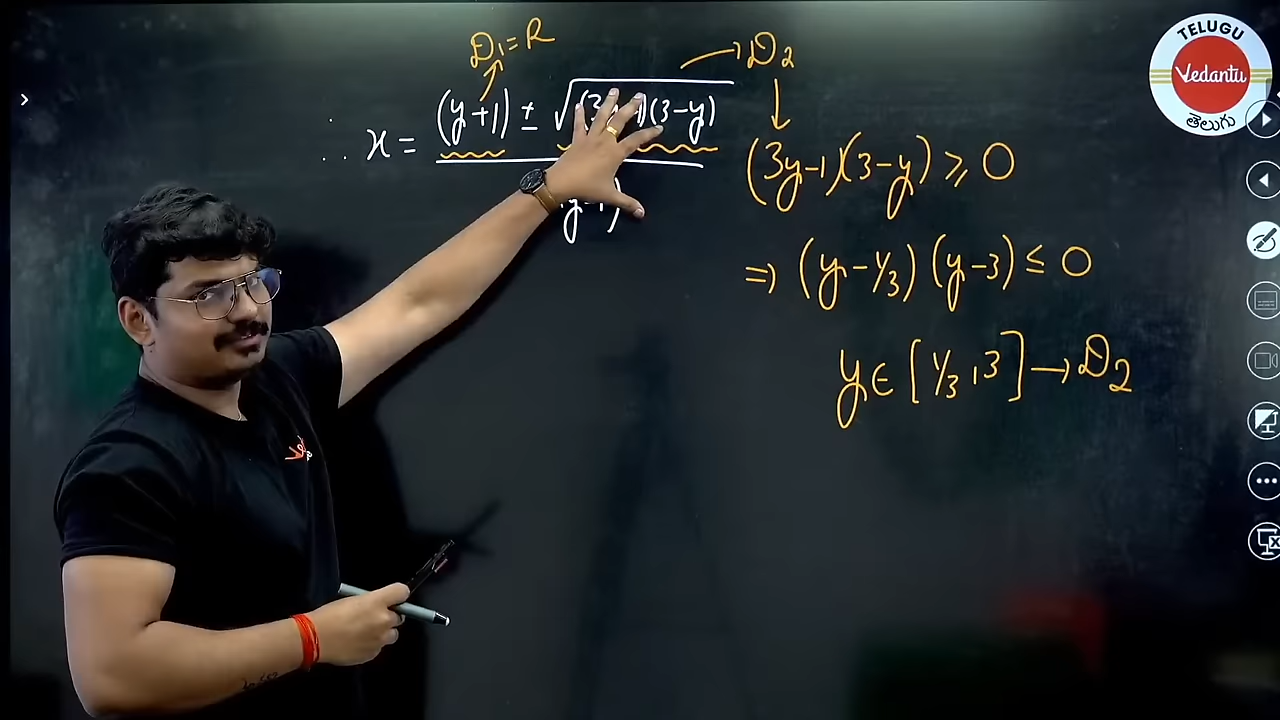 D₁ = R
→ D₂
∴ x = (y+1) ± √(3y-1)(3-y)
y-1)
(3y-1)(3-y) ≥ 0
⇒ (y-1/3)(y-3) ≤ 0
y ∈ [1/3, 3] → D₂
TELUGU
Vedantu
తెలుగు